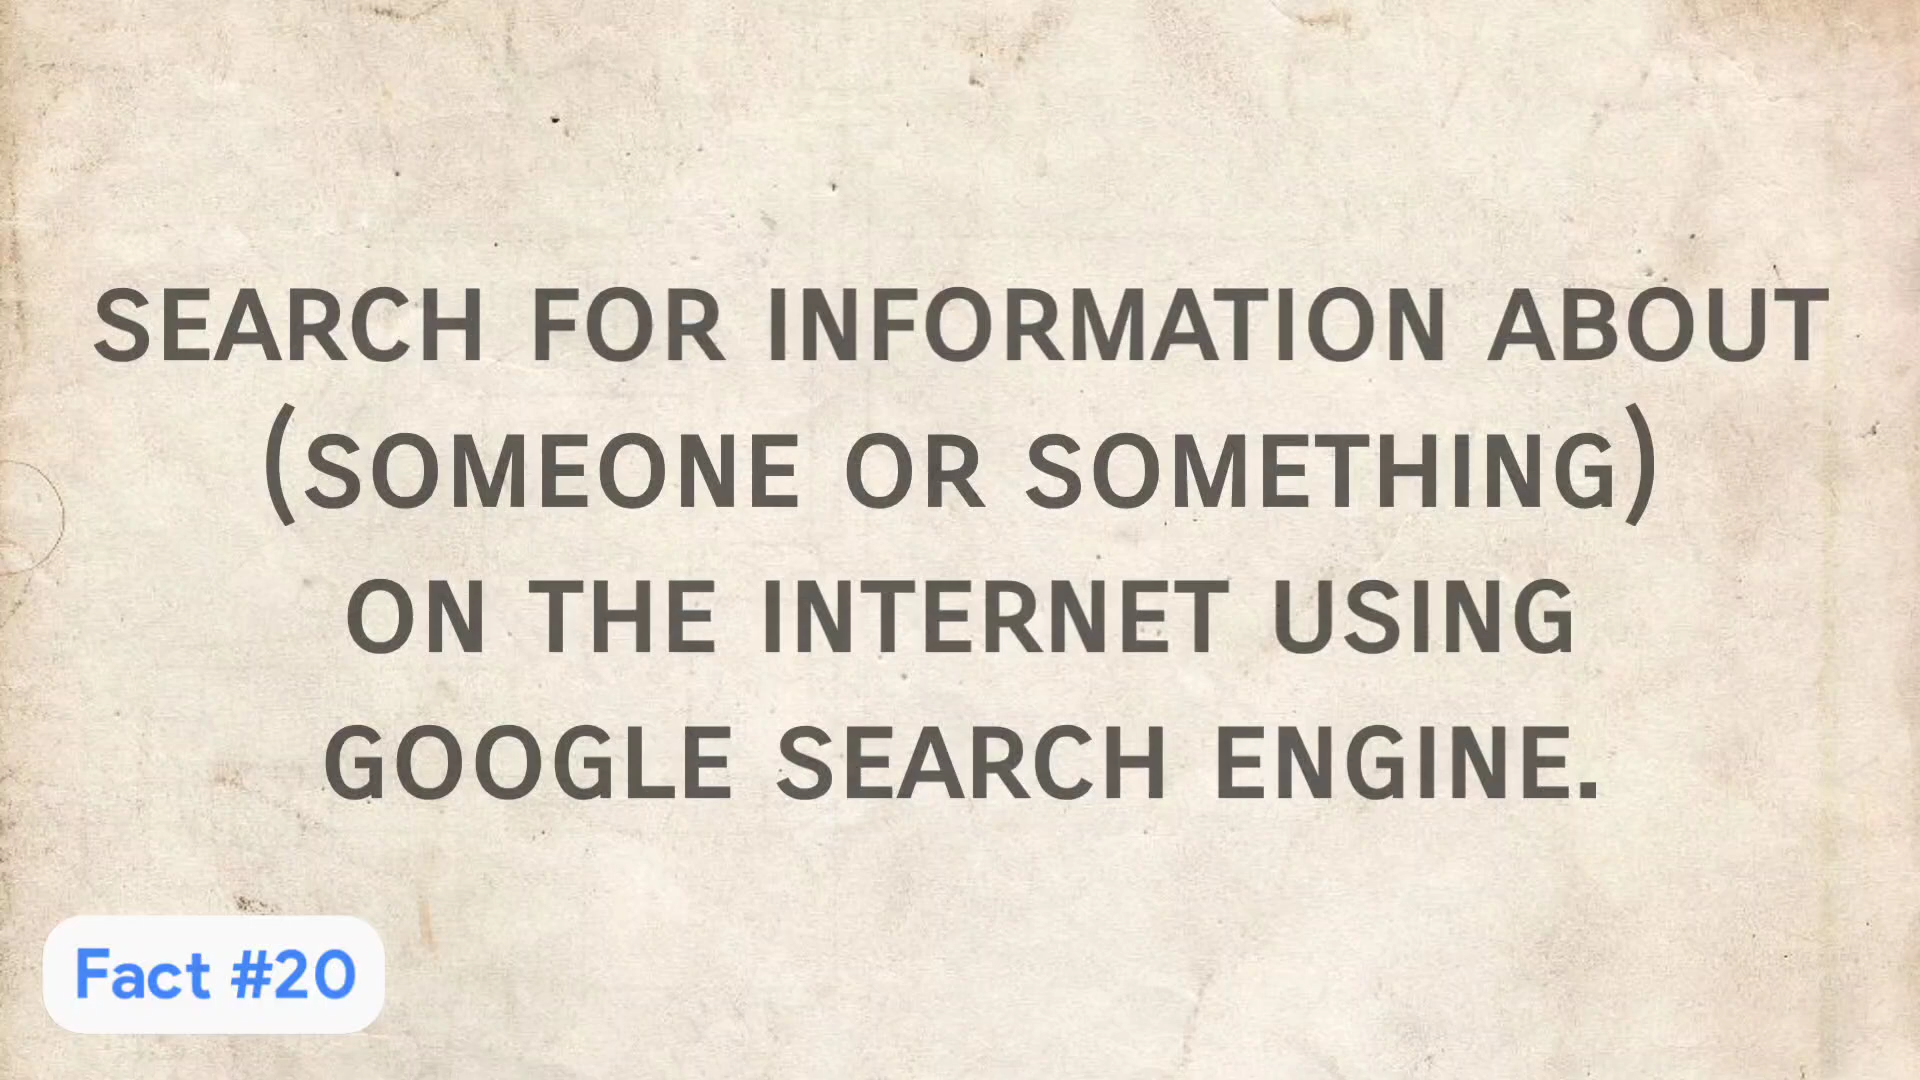 SEARCH FOR INFORMATION ABOUT
(SOMEONE OR SOMETHING)
ON THE INTERNET USING
GOOGLE SEARCH ENGINE.
Fact #20